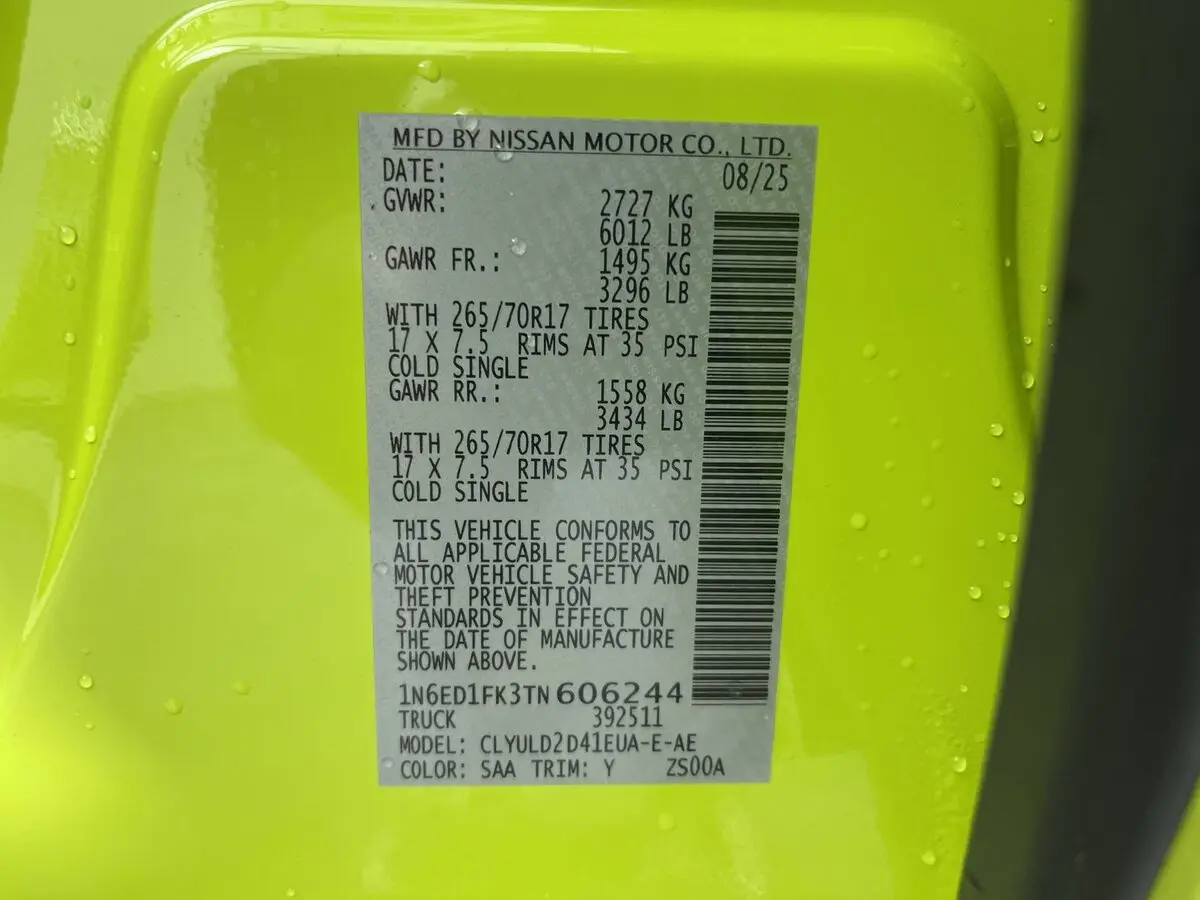 MFD BY NISSAN MOTOR CO., LTD.
DATE: 08/25
GVWR: 2727 KG
6012 LB
GAWR FR.: 1495 KG
3296 LB
WITH 265/70R17 TIRES
17 X 7.5 RIMS AT 35 PSI
COLD SINGLE
GAWR RR.: 1558 KG
3434 LB
WITH 265/70R17 TIRES
17 X 7.5 RIMS AT 35 PSI
COLD SINGLE
THIS VEHICLE CONFORMS TO
ALL APPLICABLE FEDERAL
MOTOR VEHICLE SAFETY AND
THEFT PREVENTION
STANDARDS IN EFFECT ON
THE DATE OF MANUFACTURE
SHOWN ABOVE.
1N6ED1FK3TN606244
TRUCK 392511
MODEL: CLYULD2D41EUA-E-AE
COLOR: SAA TRIM: Y ZS00A